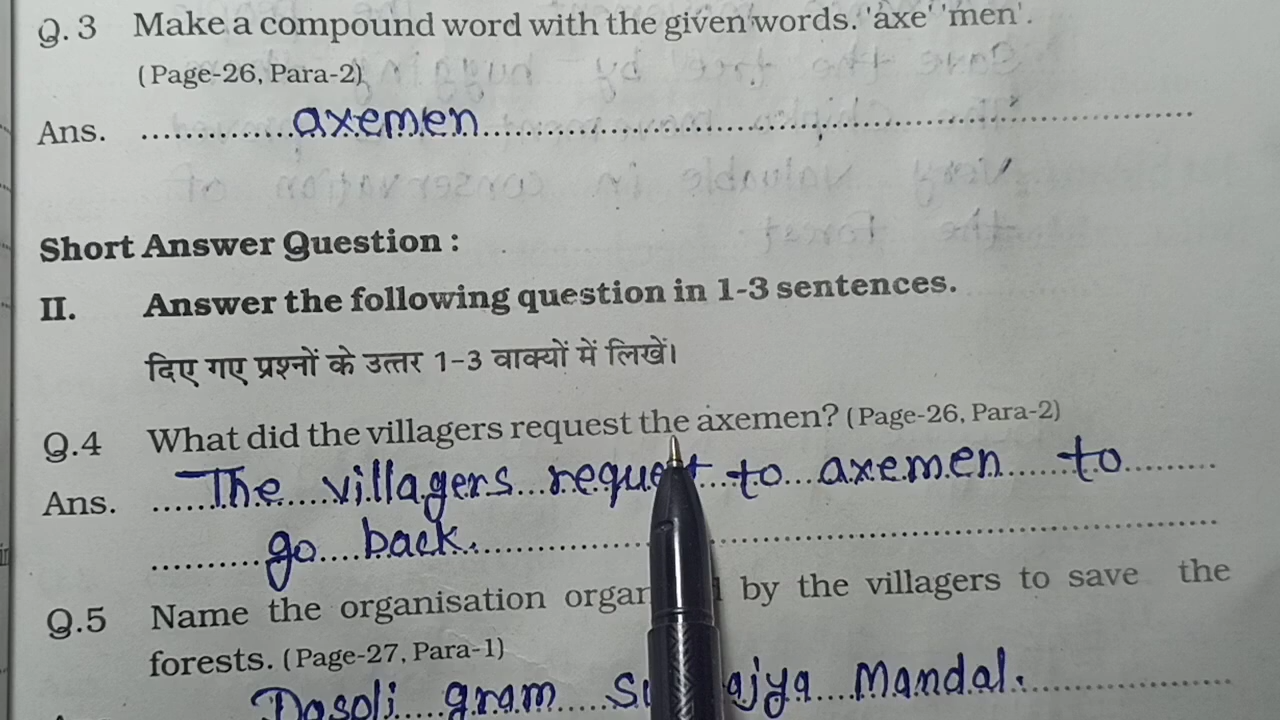 Q.3 Make a compound word with the given words. 'axe' 'men'.
(Page-26, Para-2)
Ans. axemen
Short Answer Question :
II. Answer the following question in 1-3 sentences.
दिए गए प्रश्नों के उत्तर 1-3 वाक्यों में लिखें।
Q.4 What did the villagers request the axemen? (Page-26, Para-2)
Ans. The villagers request to axemen to
go back.
Q.5 Name the organisation by the villagers to save the
forests. (Page-27, Para-1)
Dasoli gram Mandal.